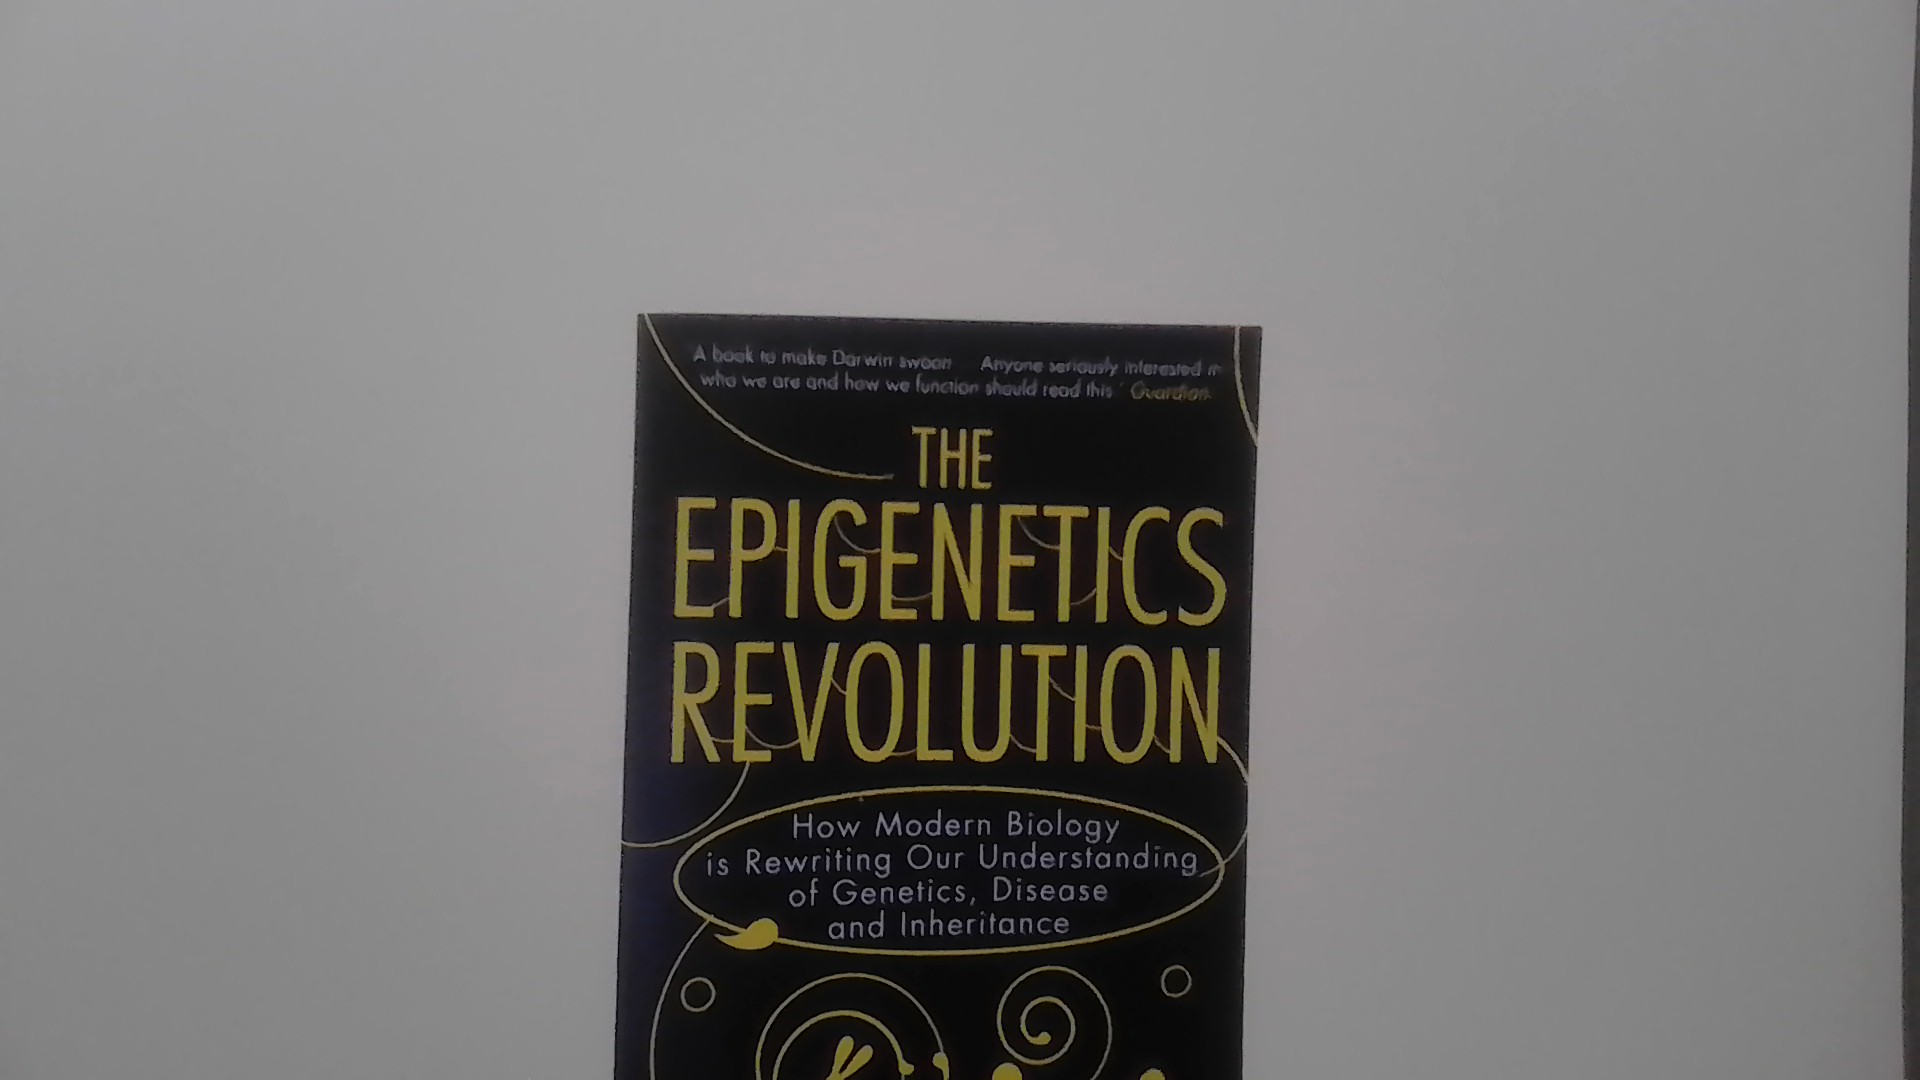 'A book to make Darwin swoon Anyone seriously interested in
who we are and how we function should read this' Guardian
THE
EPIGENETICS
REVOLUTION
How Modern Biology
is Rewriting Our Understanding
of Genetics, Disease
and Inheritance